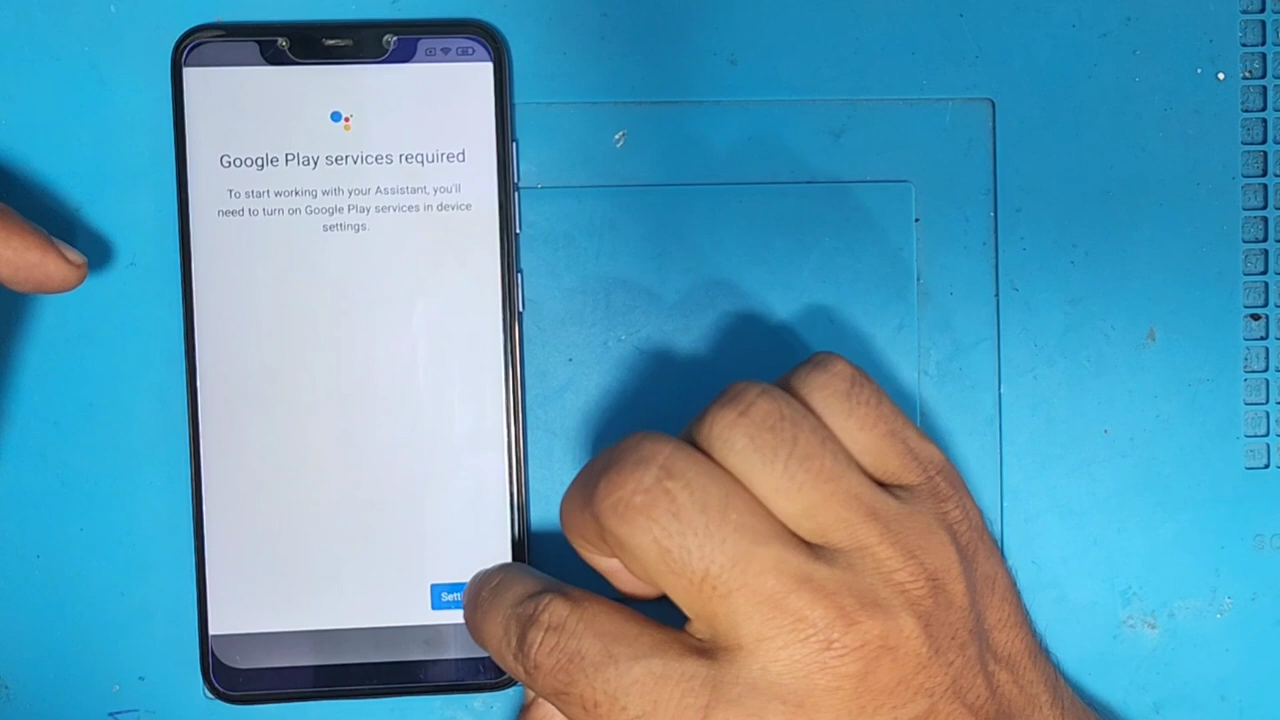 Google Play services required
To start working with your Assistant, you'll
need to turn on Google Play services in device
settings.